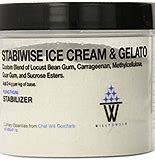 STABIWISE ICE CREAM & GELATO
Custom Blend of Locust Bean Gum, Carrageenan, Methylcellulose,
Guar Gum, and Sucrose Esters.
FUNCTION:
STABILIZER
W
WILLPOWDER
Culinary Essentials from Chef Will Goldfarb